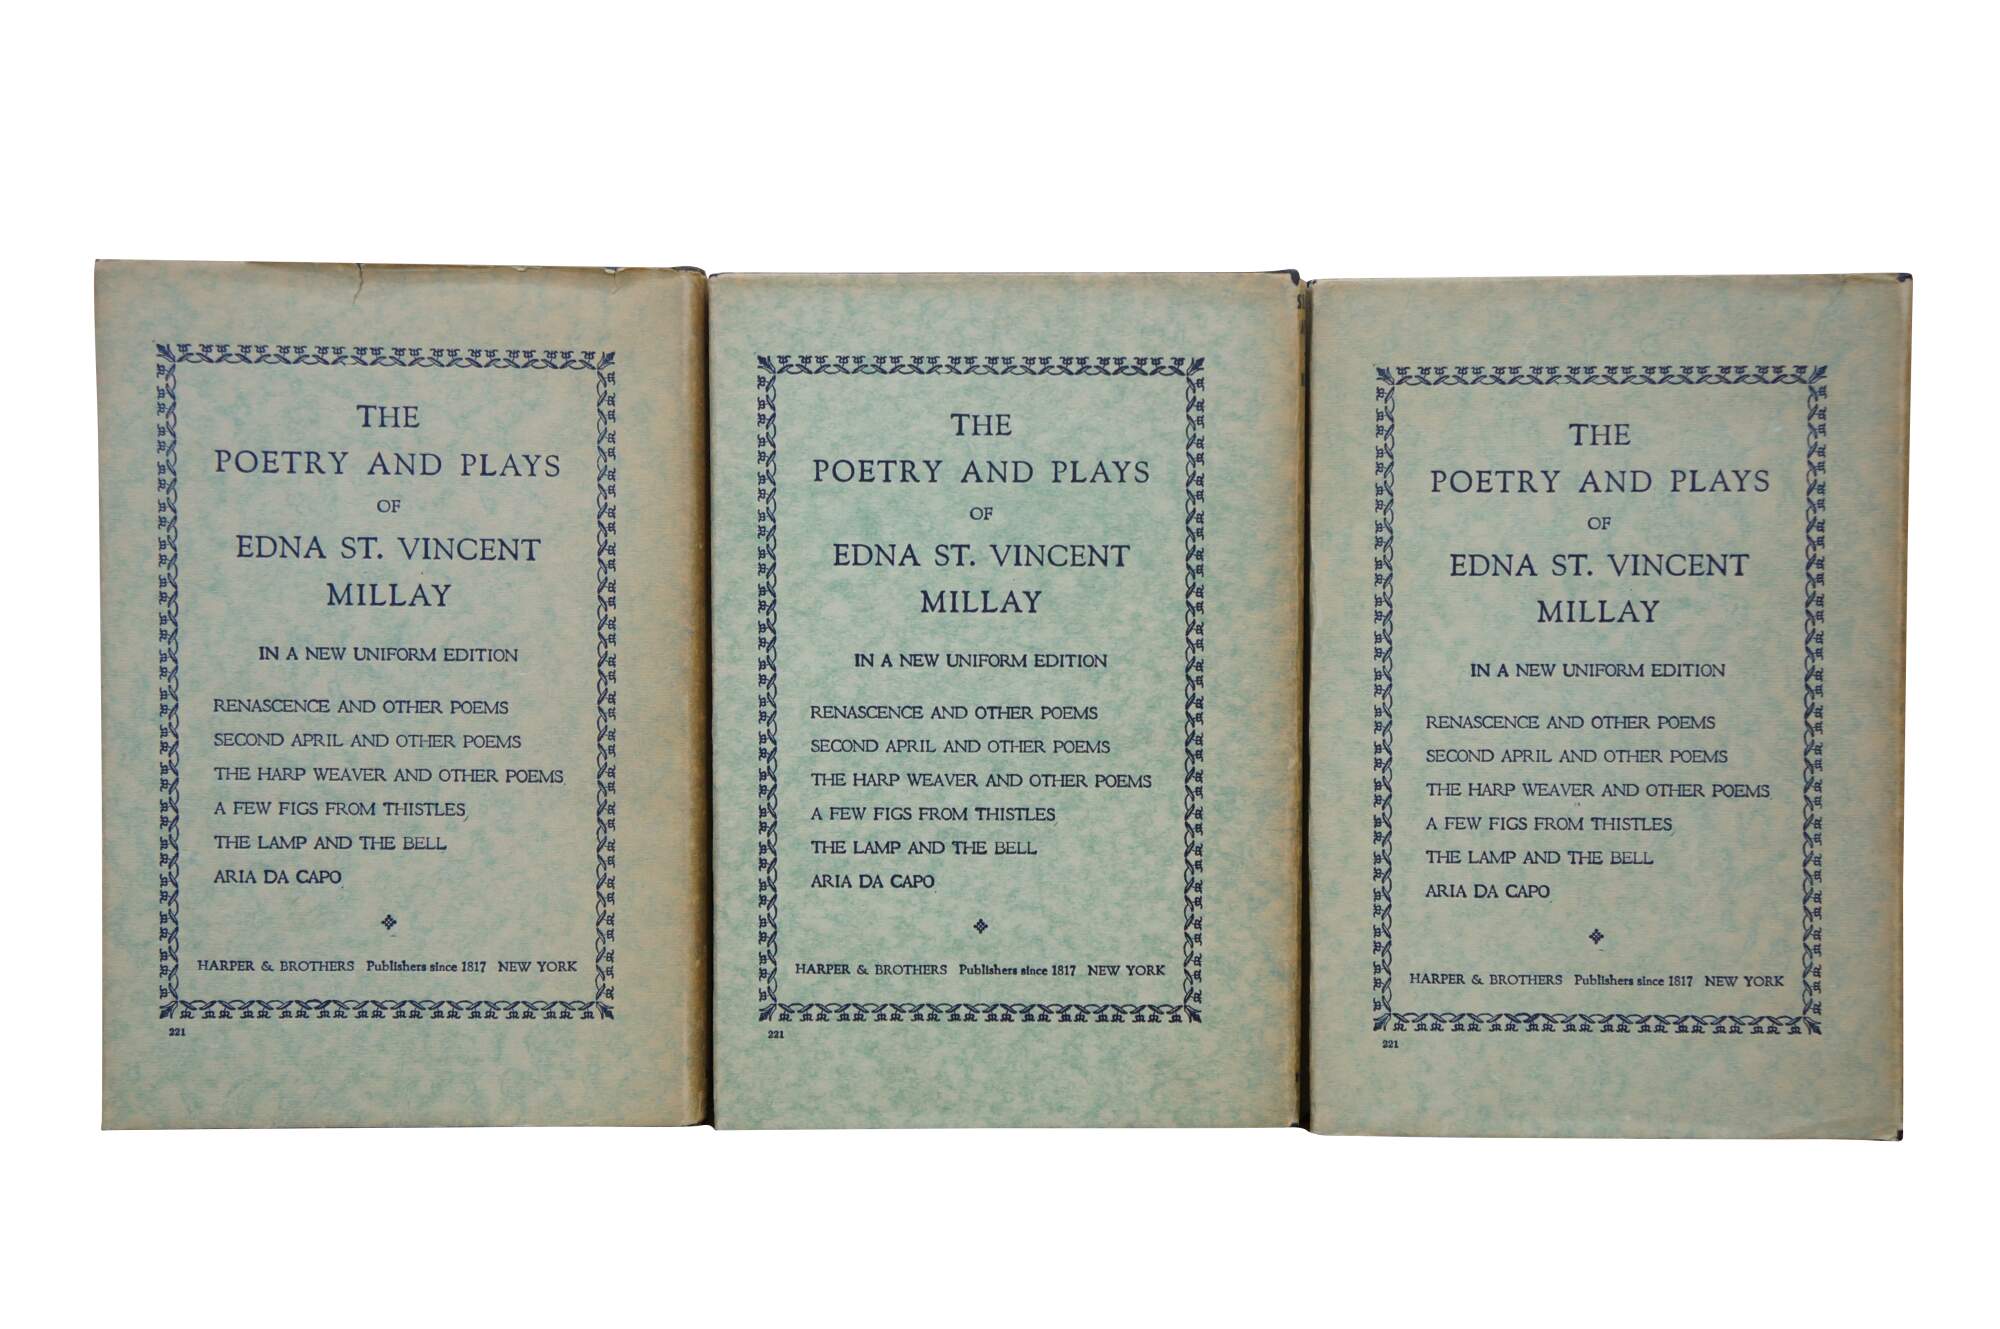 THE
POETRY AND PLAYS
OF
EDNA ST. VINCENT
MILLAY
IN A NEW UNIFORM EDITION
RENASCENCE AND OTHER POEMS
SECOND APRIL AND OTHER POEMS
THE HARP WEAVER AND OTHER POEMS
A FEW FIGS FROM THISTLES
THE LAMP AND THE BELL
ARIA DA CAPO
HARPER & BROTHERS Publishers since 1817 NEW YORK
221
THE
POETRY AND PLAYS
OF
EDNA ST. VINCENT
MILLAY
IN A NEW UNIFORM EDITION
RENASCENCE AND OTHER POEMS
SECOND APRIL AND OTHER POEMS
THE HARP WEAVER AND OTHER POEMS
A FEW FIGS FROM THISTLES
THE LAMP AND THE BELL
ARIA DA CAPO
HARPER & BROTHERS Publishers since 1817 NEW YORK
221
THE
POETRY AND PLAYS
OF
EDNA ST. VINCENT
MILLAY
IN A NEW UNIFORM EDITION
RENASCENCE AND OTHER POEMS
SECOND APRIL AND OTHER POEMS
THE HARP WEAVER AND OTHER POEMS
A FEW FIGS FROM THISTLES
THE LAMP AND THE BELL
ARIA DA CAPO
HARPER & BROTHERS Publishers since 1817 NEW YORK
221